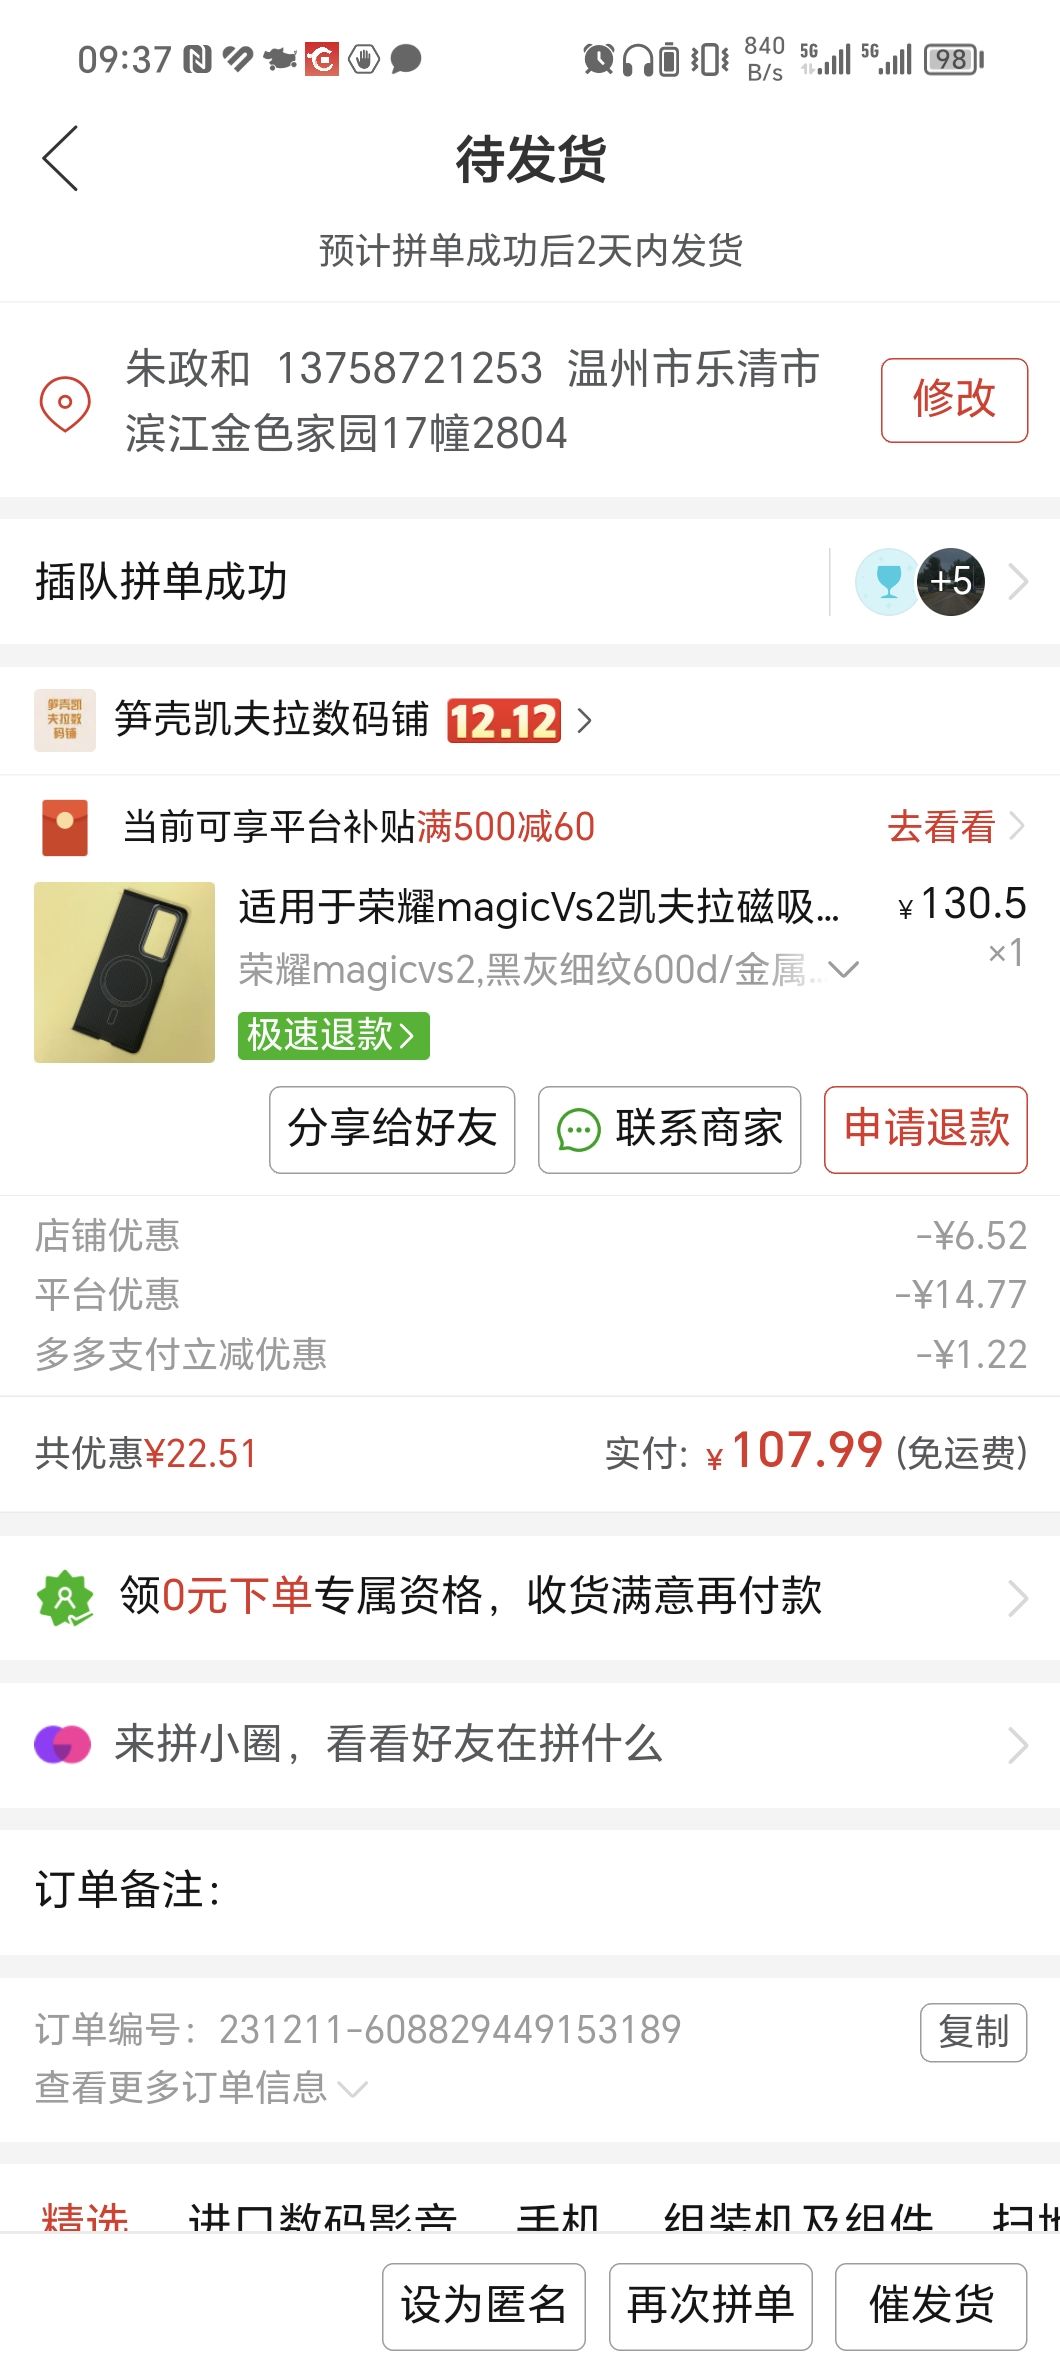 09:37
840
B/s
5G
5G
98
待发货
预计拼单成功后2天内发货
朱政和 13758721253 温州市乐清市
滨江金色家园17幢2804
修改
插队拼单成功
+5
笋壳凯
夫拉数
码铺
笋壳凯夫拉数码铺 12.12
当前可享平台补贴满500减60
去看看
适用于荣耀magicVs2凯夫拉磁吸...
¥130.5
荣耀magicvs2,黑灰细纹600d/金属...
×1
极速退款
分享给好友
联系商家
申请退款
店铺优惠
-¥6.52
平台优惠
-¥14.77
多多支付立减优惠
-¥1.22
共优惠¥22.51
实付: ¥107.99 (免运费)
领0元下单专属资格，收货满意再付款
来拼小圈，看看好友在拼什么
订单备注：
订单编号：231211-608829449153189
复制
查看更多订单信息
精选 进口数码影音 手机 组装机及组件 扫地
设为匿名
再次拼单
催发货